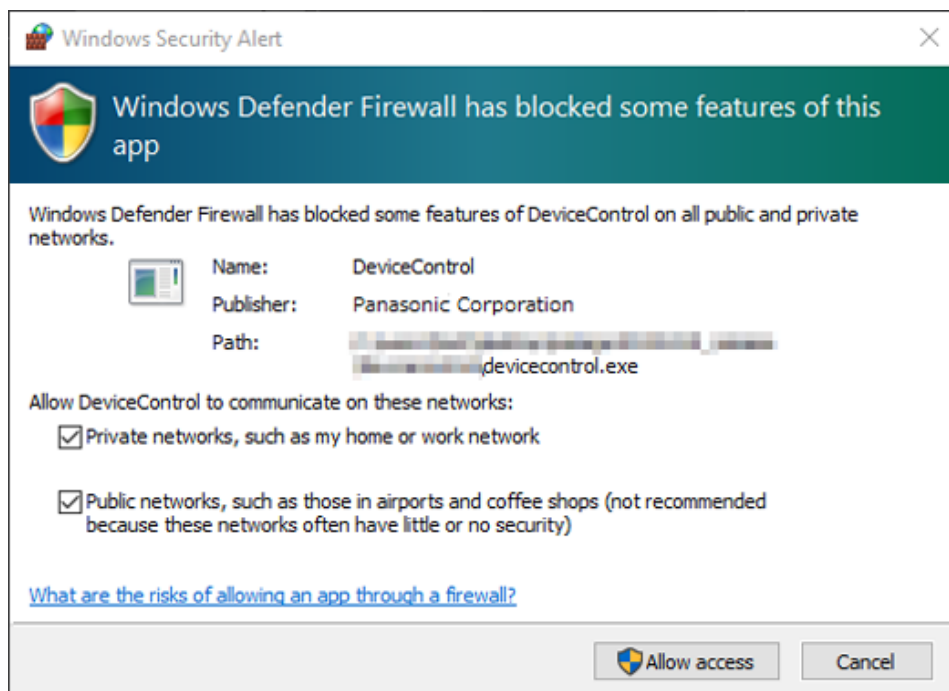 Windows Security Alert
Windows Defender Firewall has blocked some features of this
app
Windows Defender Firewall has blocked some features of DeviceControl on all public and private
networks.
Name: DeviceControl
Publisher: Panasonic Corporation
Path:
\devicecontrol.exe
Allow DeviceControl to communicate on these networks:
Private networks, such as my home or work network
Public networks, such as those in airports and coffee shops (not recommended
because these networks often have little or no security)
What are the risks of allowing an app through a firewall?
Allow access Cancel